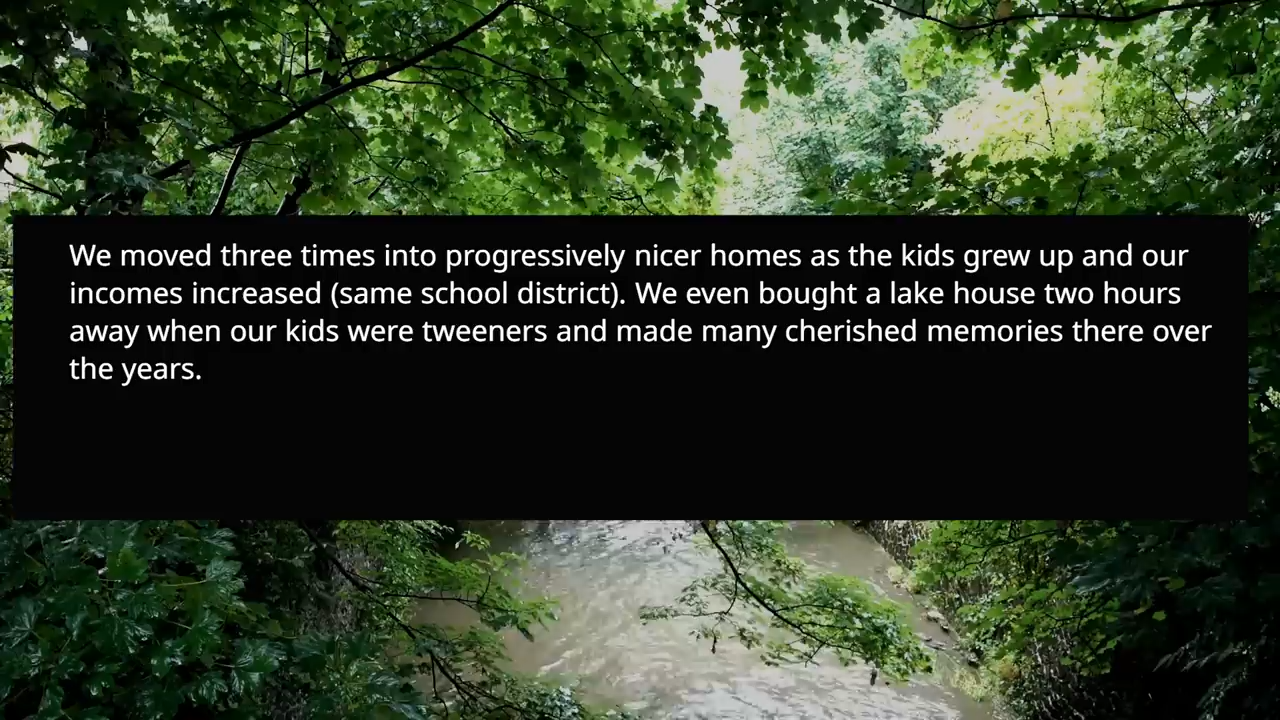 We moved three times into progressively nicer homes as the kids grew up and our
incomes increased (same school district). We even bought a lake house two hours
away when our kids were tweeners and made many cherished memories there over
the years.